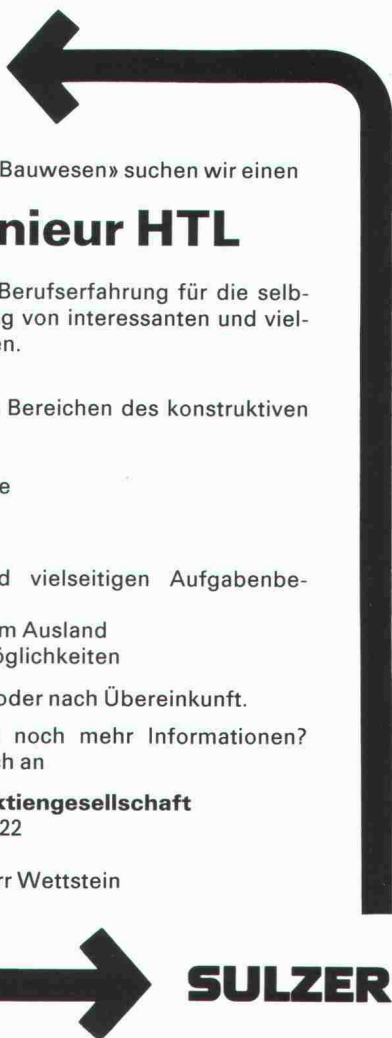 Bauwesen» suchen wir einen
nieur HTL
Berufserfahrung für die selb-
g von interessanten und viel-
en.
Bereichen des konstruktiven
e
d vielseitigen Aufgabenbe-
m Ausland
öglichkeiten
oder nach Übereinkunft.
noch mehr Informationen?
h an
ktiengesellschaft
22
rr Wettstein
SULZER